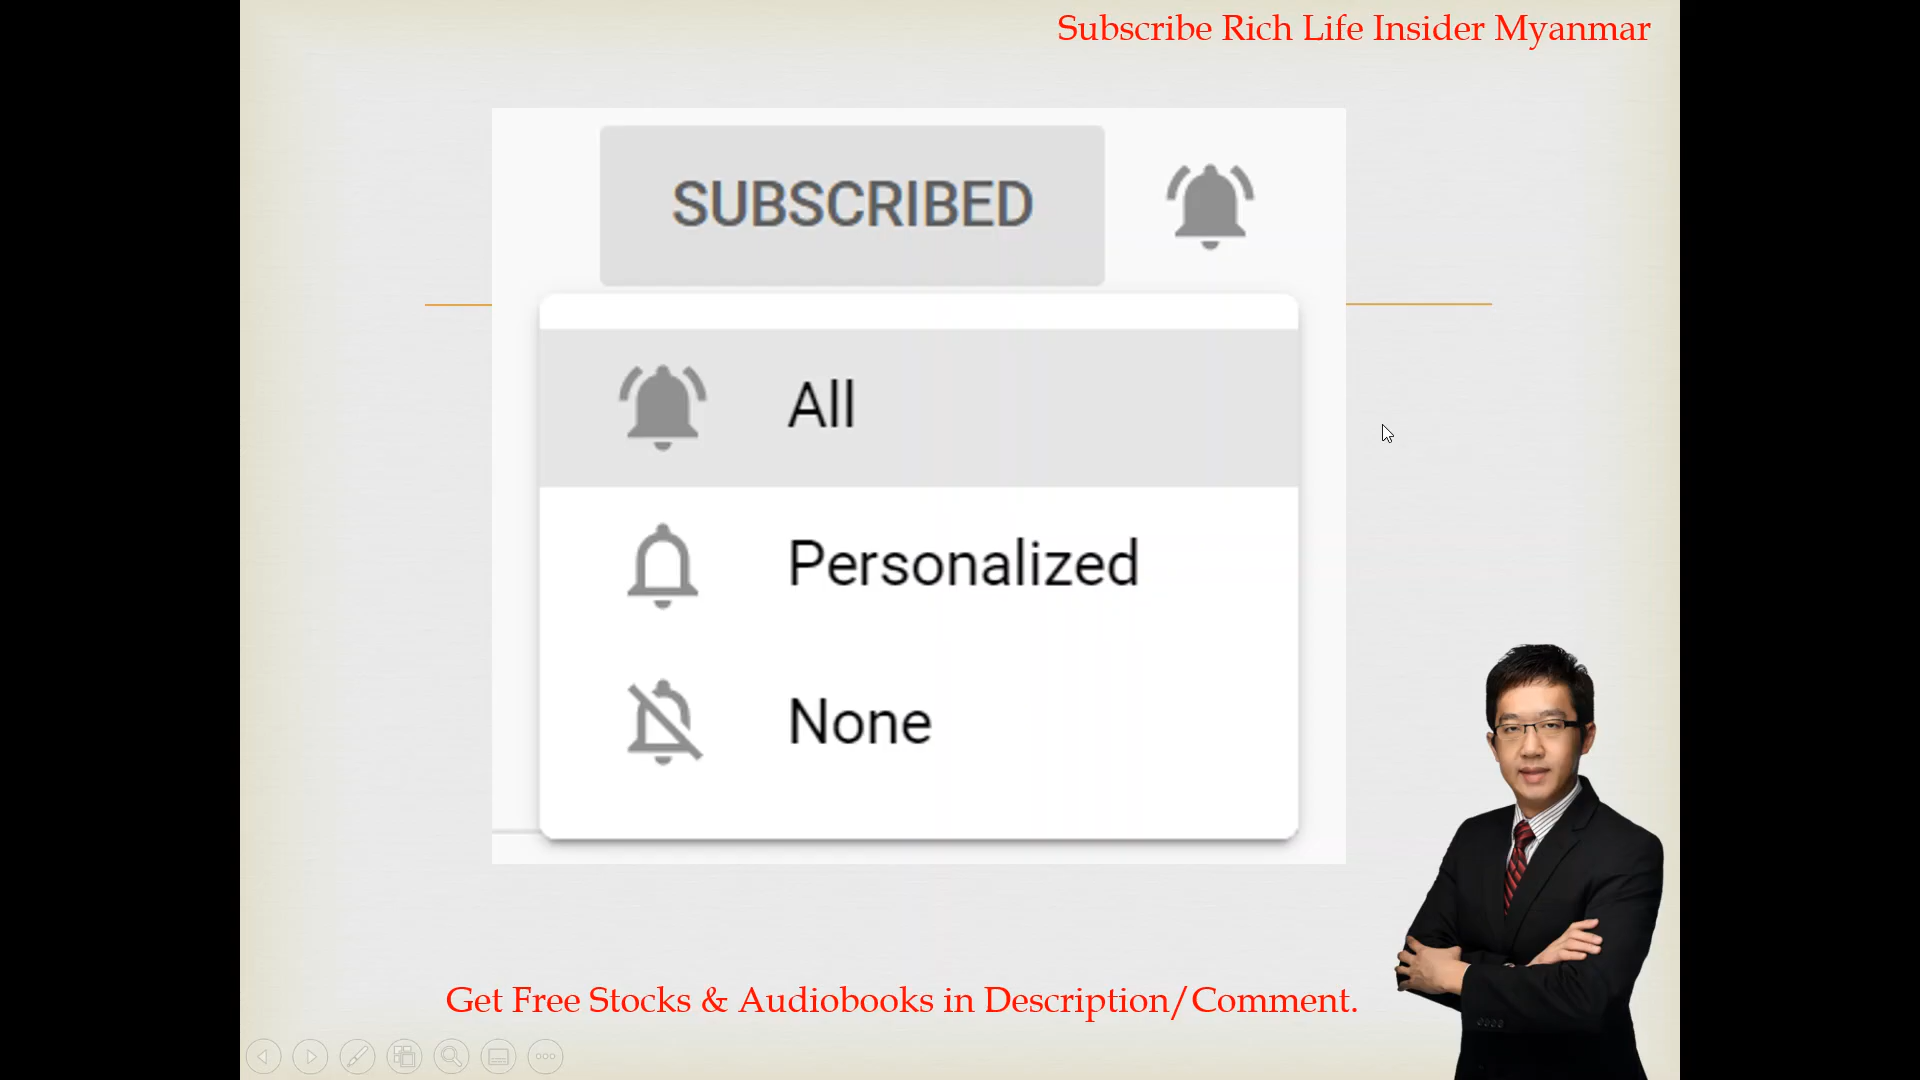 Subscribe Rich Life Insider Myanmar
SUBSCRIBED
All
Personalized
None
Get Free Stocks & Audiobooks in Description/Comment.